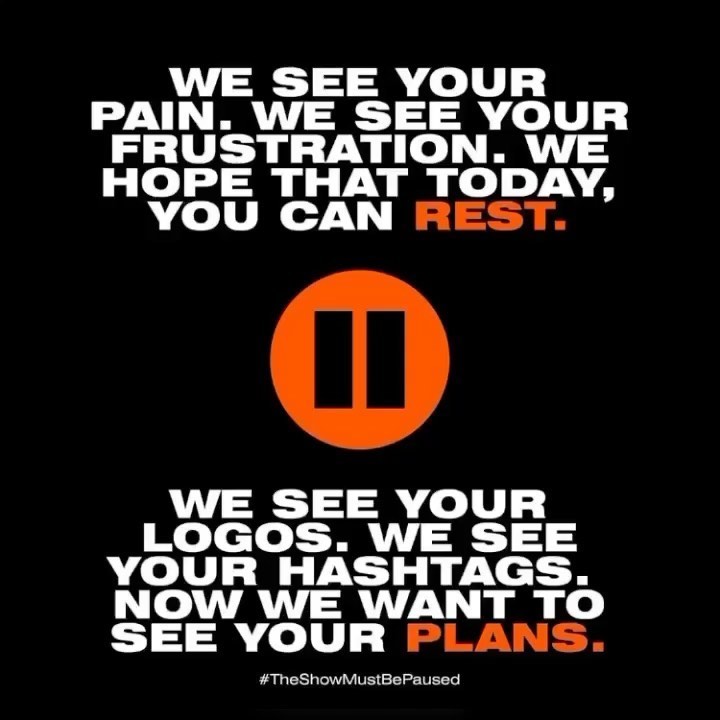 WE SEE YOUR
PAIN. WE SEE YOUR
FRUSTRATION. WE
HOPE THAT TODAY,
YOU CAN REST.
WE SEE YOUR
LOGOS. WE SEE
YOUR HASHTAGS.
NOW WE WANT TO
SEE YOUR PLANS.
#TheShowMustBePaused